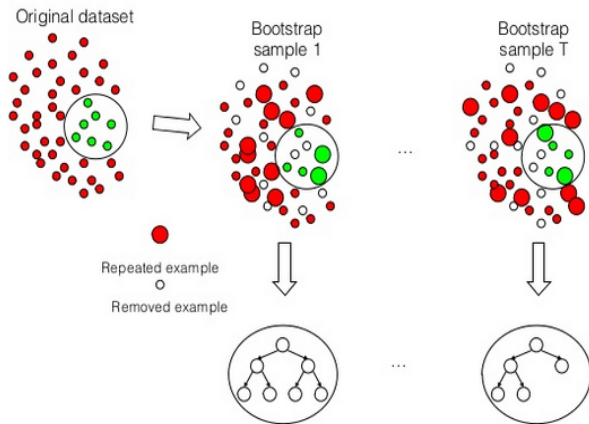 Original dataset
Bootstrap
sample 1
Bootstrap
sample T
...
Repeated example
Removed example
...